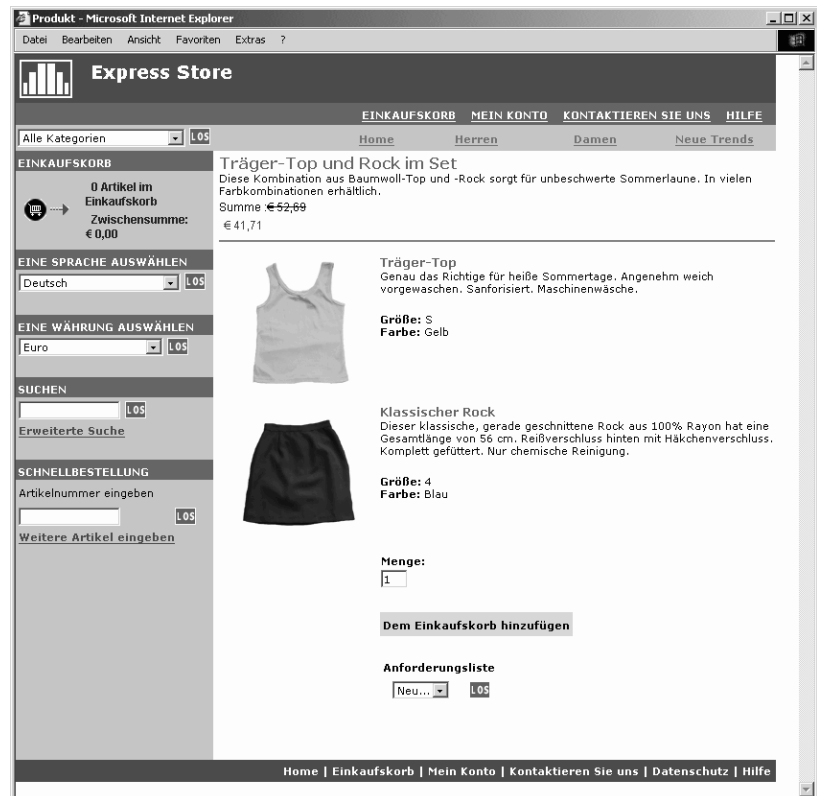 Produkt - Microsoft Internet Explorer
Datei Bearbeiten Ansicht Favoriten Extras ?
Express Store
EINKAUFSKORB MEIN KONTO KONTAKTIEREN SIE UNS HILFE
Alle Kategorien LOS
Home Herren Damen Neue Trends
EINKAUFSKORB
0 Artikel im
Einkaufskorb
Zwischensumme:
€ 0,00
EINE SPRACHE AUSWÄHLEN
Deutsch LOS
EINE WÄHRUNG AUSWÄHLEN
Euro LOS
SUCHEN
LOS
Erweiterte Suche
SCHNELLBESTELLUNG
Artikelnummer eingeben
LOS
Weitere Artikel eingeben
Träger-Top und Rock im Set
Diese Kombination aus Baumwoll-Top und -Rock sorgt für unbeschwerte Sommerlaune. In vielen
Farbkombinationen erhältlich.
Summe :€ 52,69
€ 41,71
Träger-Top
Genau das Richtige für heiße Sommertage. Angenehm weich
vorgewaschen. Sanforisiert. Maschinenwäsche.
Größe: S
Farbe: Gelb
Klassischer Rock
Dieser klassische, gerade geschnittene Rock aus 100% Rayon hat eine
Gesamtlänge von 56 cm. Reißverschluss hinten mit Häkchenverschluss.
Komplett gefüttert. Nur chemische Reinigung.
Größe: 4
Farbe: Blau
Menge:
1
Dem Einkaufskorb hinzufügen
Anforderungsliste
Neu... LOS
Home | Einkaufskorb | Mein Konto | Kontaktieren Sie uns | Datenschutz | Hilfe